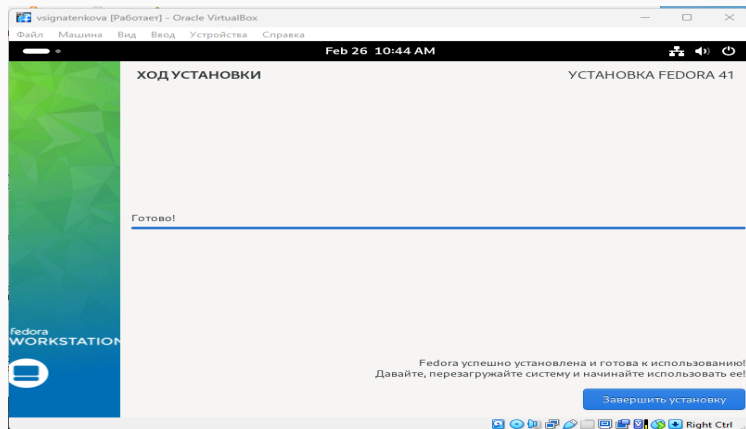 vsignatenkova [Работает] - Oracle VirtualBox
Файл Машина Вид Ввод Устройства Справка
Feb 26 10:44 AM
ХОД УСТАНОВКИ
УСТАНОВКА FEDORA 41
Готово!
fedora
WORKSTATION
Fedora успешно установлена и готова к использованию!
Давайте, перезагружайте систему и начинайте использовать ее!
Завершить установку
Right Ctrl